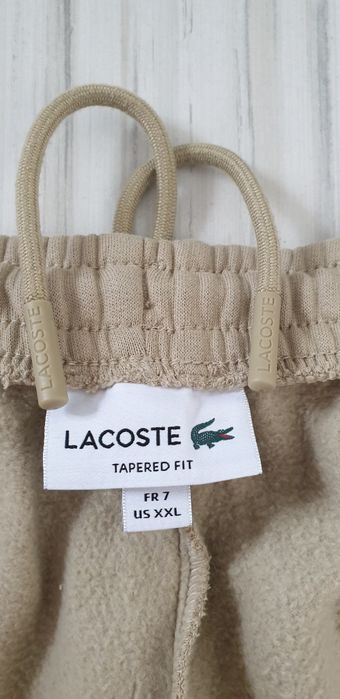 LACOSTE
LACOSTE
LACOSTE
TAPERED FIT
FR 7
US XXL